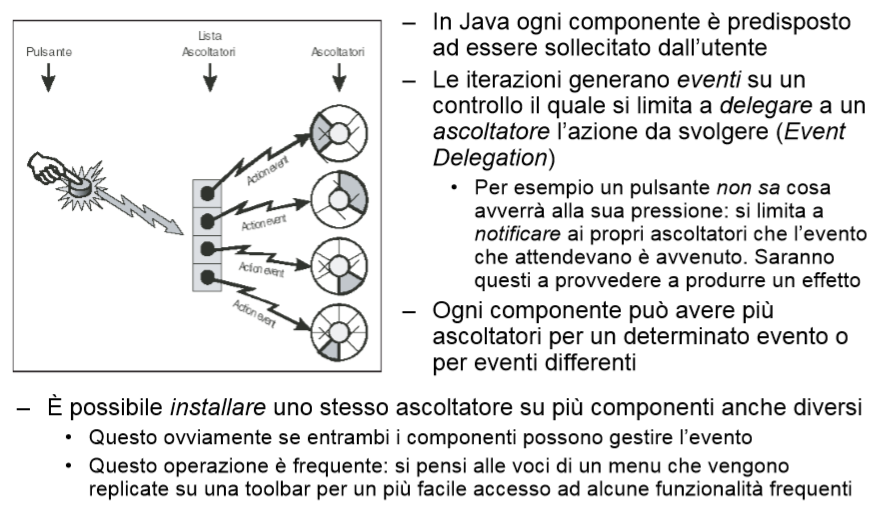 Pulsante
Lista
Ascoltatori
Ascoltatori
Action event
Action event
Action event
Action event
– In Java ogni componente è predisposto
ad essere sollecitato dall'utente
– Le iterazioni generano eventi su un
controllo il quale si limita a delegare a un
ascoltatore l'azione da svolgere (Event
Delegation)
• Per esempio un pulsante non sa cosa
avverrà alla sua pressione: si limita a
notificare ai propri ascoltatori che l'evento
che attendevano è avvenuto. Saranno
questi a provvedere a produrre un effetto
– Ogni componente può avere più
ascoltatori per un determinato evento o
per eventi differenti
– È possibile installare uno stesso ascoltatore su più componenti anche diversi
• Questo ovviamente se entrambi i componenti possono gestire l'evento
• Questo operazione è frequente: si pensi alle voci di un menu che vengono
replicate su una toolbar per un più facile accesso ad alcune funzionalità frequenti